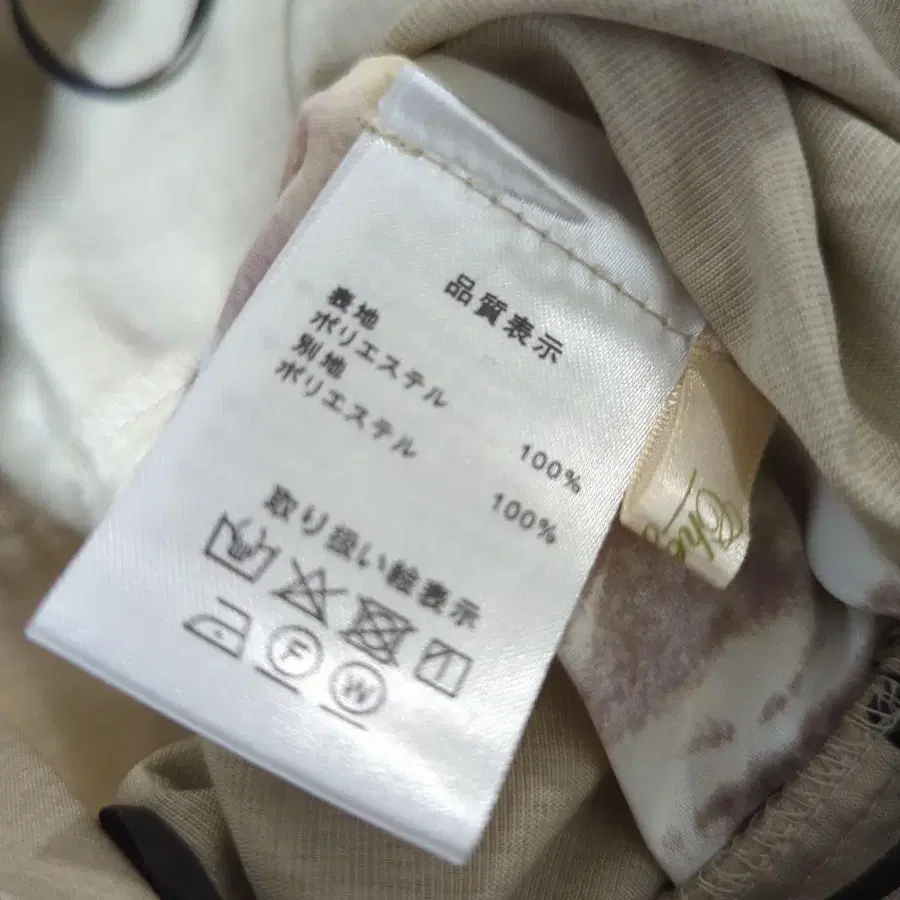 品質表示
表地
ポリエステル 100%
別地
ポリエステル 100%
取り扱い絵表示
F
W
Che